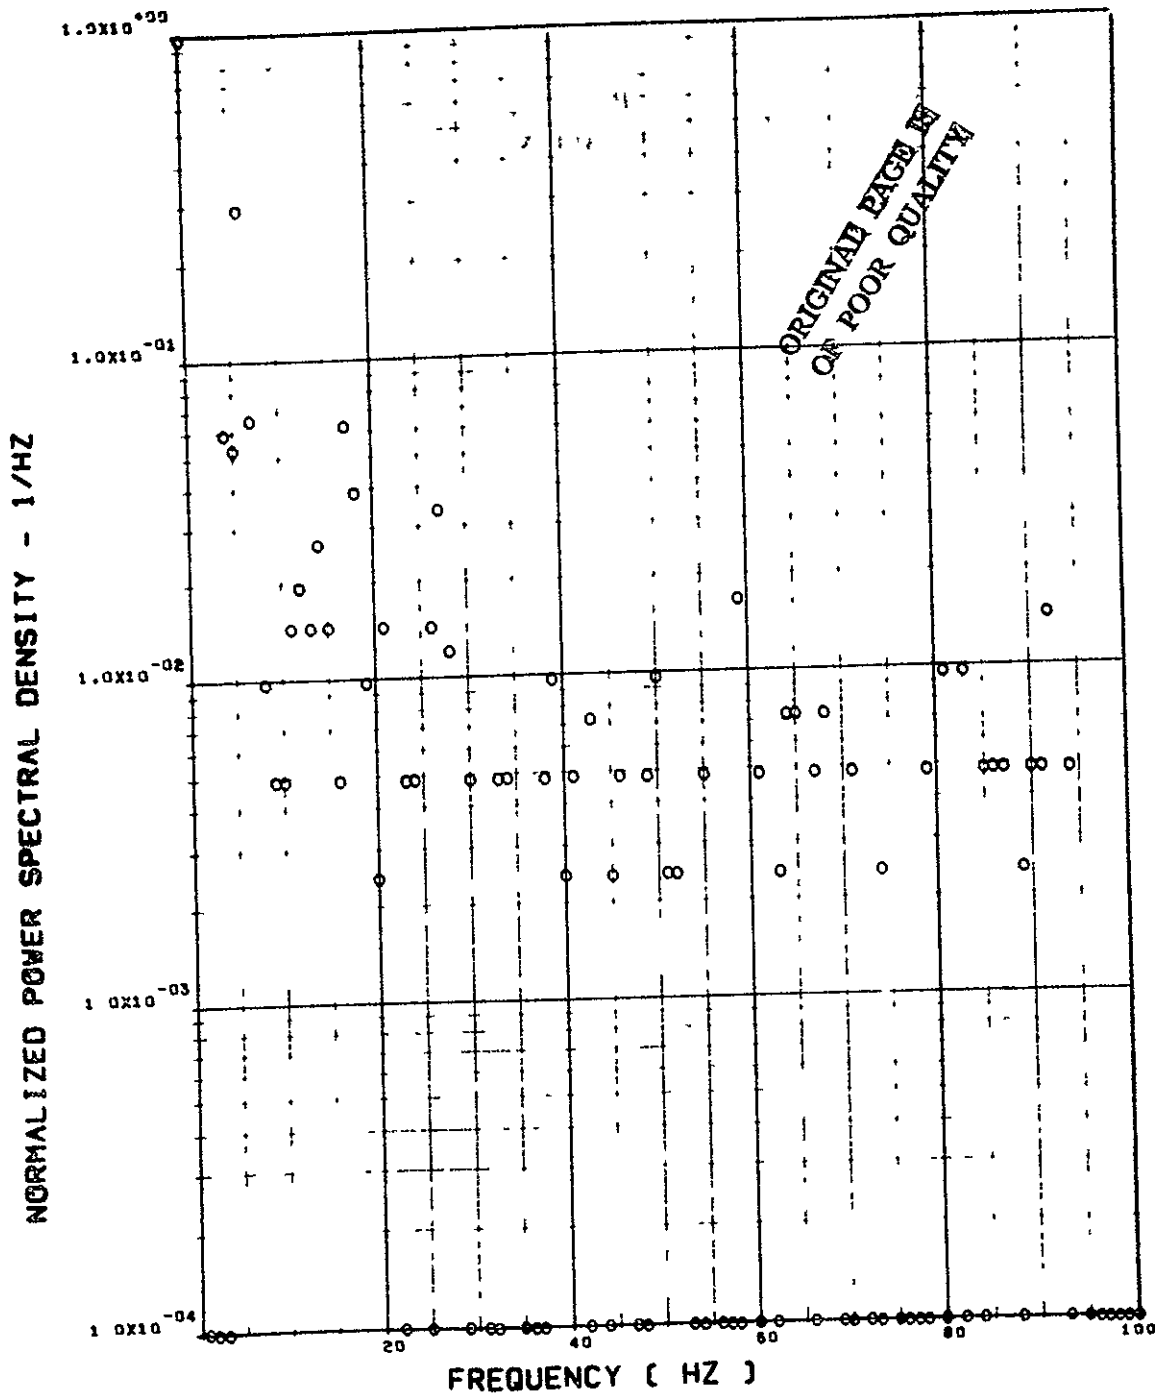 1.0X10+00
ORIGINAL PAGE IS
OF POOR QUALITY
1.0X10-01
NORMALIZED POWER SPECTRAL DENSITY - 1/HZ
1.0X10-02
1 0X10-03
1 0X10-04
20
40
60
80
100
FREQUENCY ( HZ )